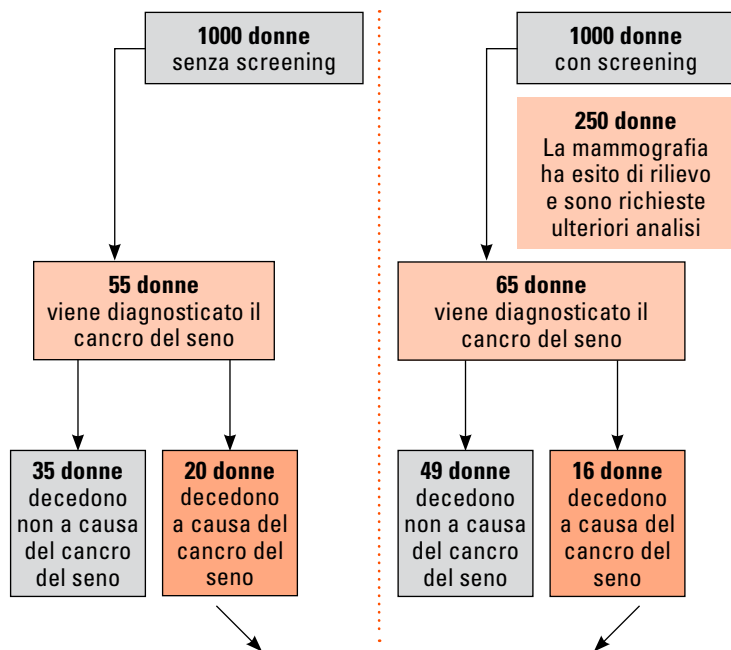 1000 donne
senza screening
55 donne
viene diagnosticato il
cancro del seno
35 donne
decedono
non a causa
del cancro
del seno
20 donne
decedono
a causa del
cancro del
seno
1000 donne
con screening
250 donne
La mammografia
ha esito di rilievo
e sono richieste
ulteriori analisi
65 donne
viene diagnosticato il
cancro del seno
49 donne
decedono
non a causa
del cancro
del seno
16 donne
decedono
a causa del
cancro del
seno